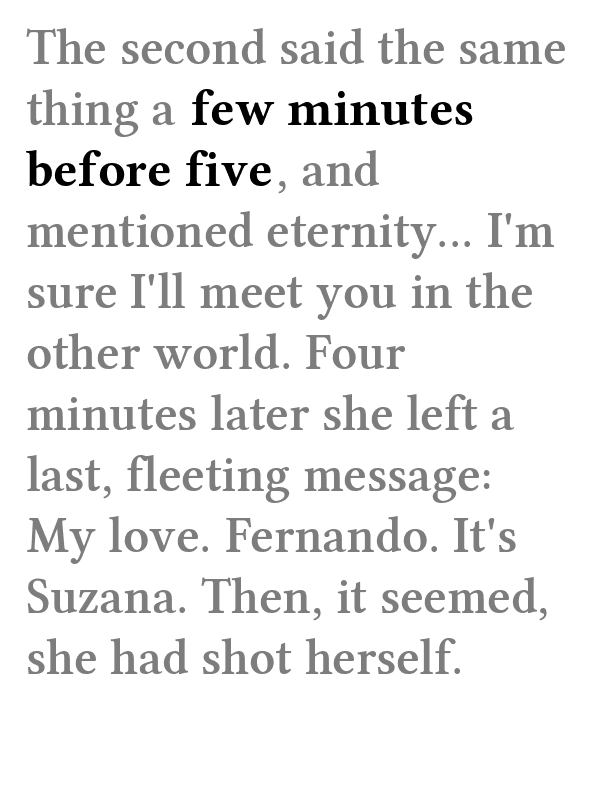 The second said the same
thing a few minutes
before five, and
mentioned eternity... I'm
sure I'll meet you in the
other world. Four
minutes later she left a
last, fleeting message:
My love. Fernando. It's
Suzana. Then, it seemed,
she had shot herself.